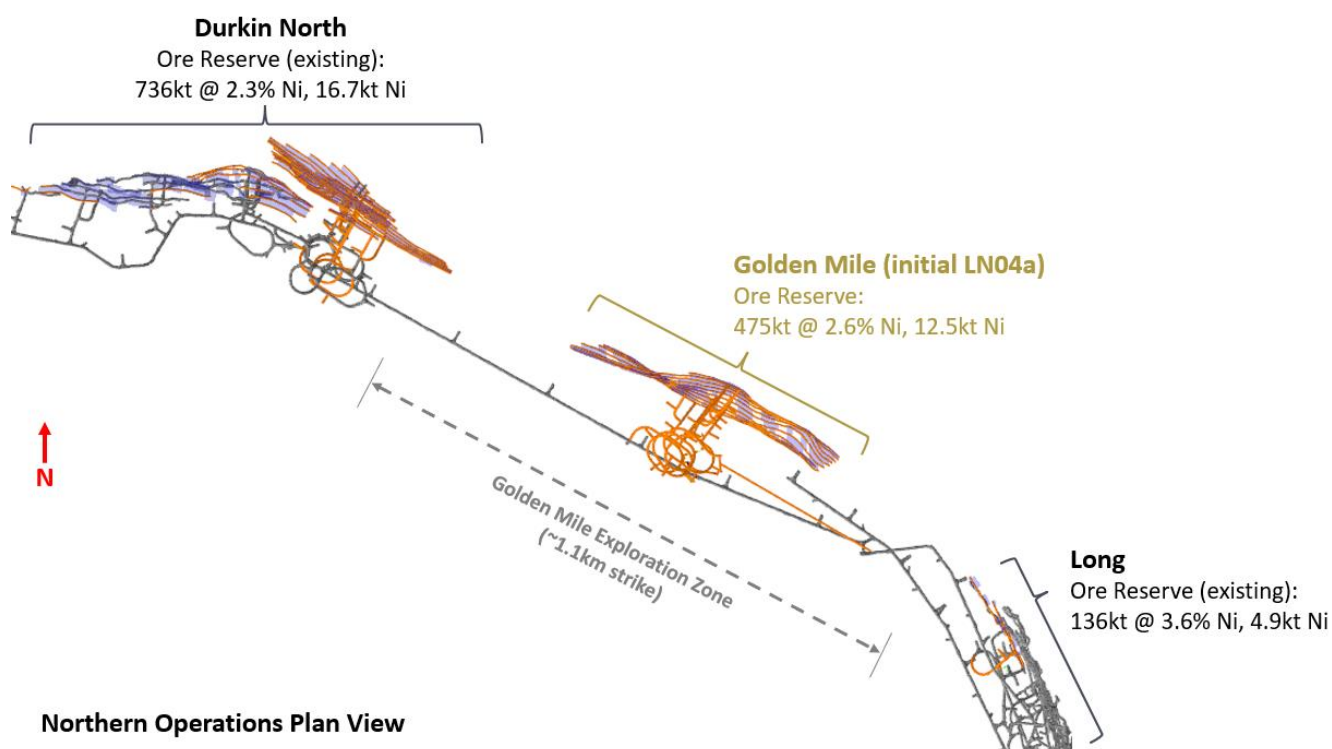 Durkin North
Ore Reserve (existing):
736kt @ 2.3% Ni, 16.7kt Ni
Golden Mile (initial LN04a)
Ore Reserve:
475kt @ 2.6% Ni, 12.5kt Ni
N
Golden Mile Exploration Zone
(~1.1km strike)
Long
Ore Reserve (existing):
136kt @ 3.6% Ni, 4.9kt Ni
Northern Operations Plan View